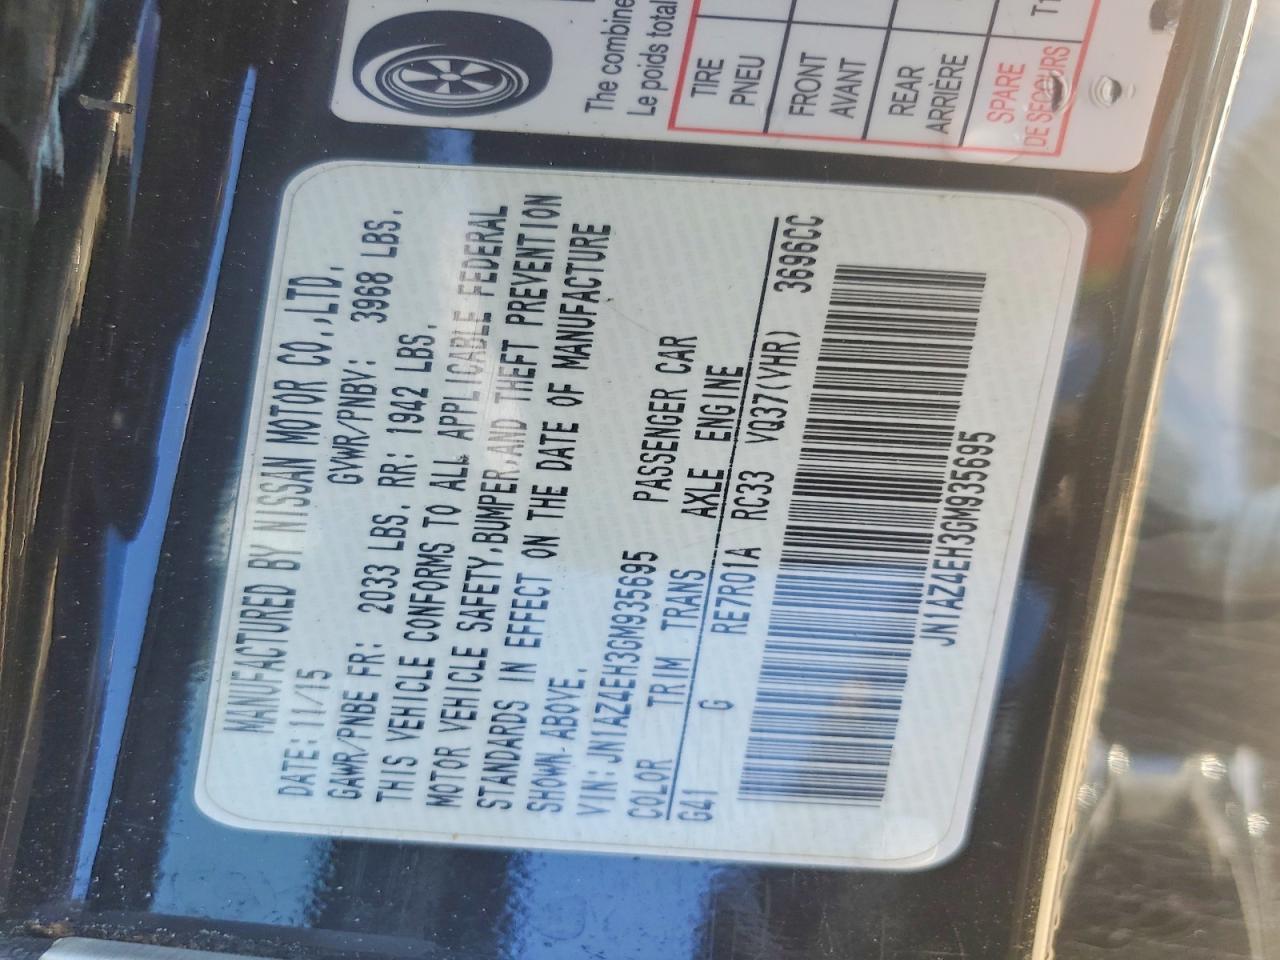 The combine
Le poids total
TIRE
PNEU
FRONT
AVANT
REAR
ARRIÈRE
SPARE
DE SECOURS
T1
MANUFACTURED BY NISSAN MOTOR CO.,LTD.
DATE:11/15 GVWR/PNBV: 3968 LBS.
GAWR/PNBE FR: 2033 LBS. RR: 1942 LBS.
THIS VEHICLE CONFORMS TO ALL APPLICABLE FEDERAL
MOTOR VEHICLE SAFETY,BUMPER,AND THEFT PREVENTION
STANDARDS IN EFFECT ON THE DATE OF MANUFACTURE
SHOWN ABOVE.
VIN:JN1AZ4EH3GM935695 PASSENGER CAR
COLOR TRIM TRANS AXLE ENGINE
G41 G RE7R01A RC33 VQ37(VHR) 3696CC
JN1AZ4EH3GM935695